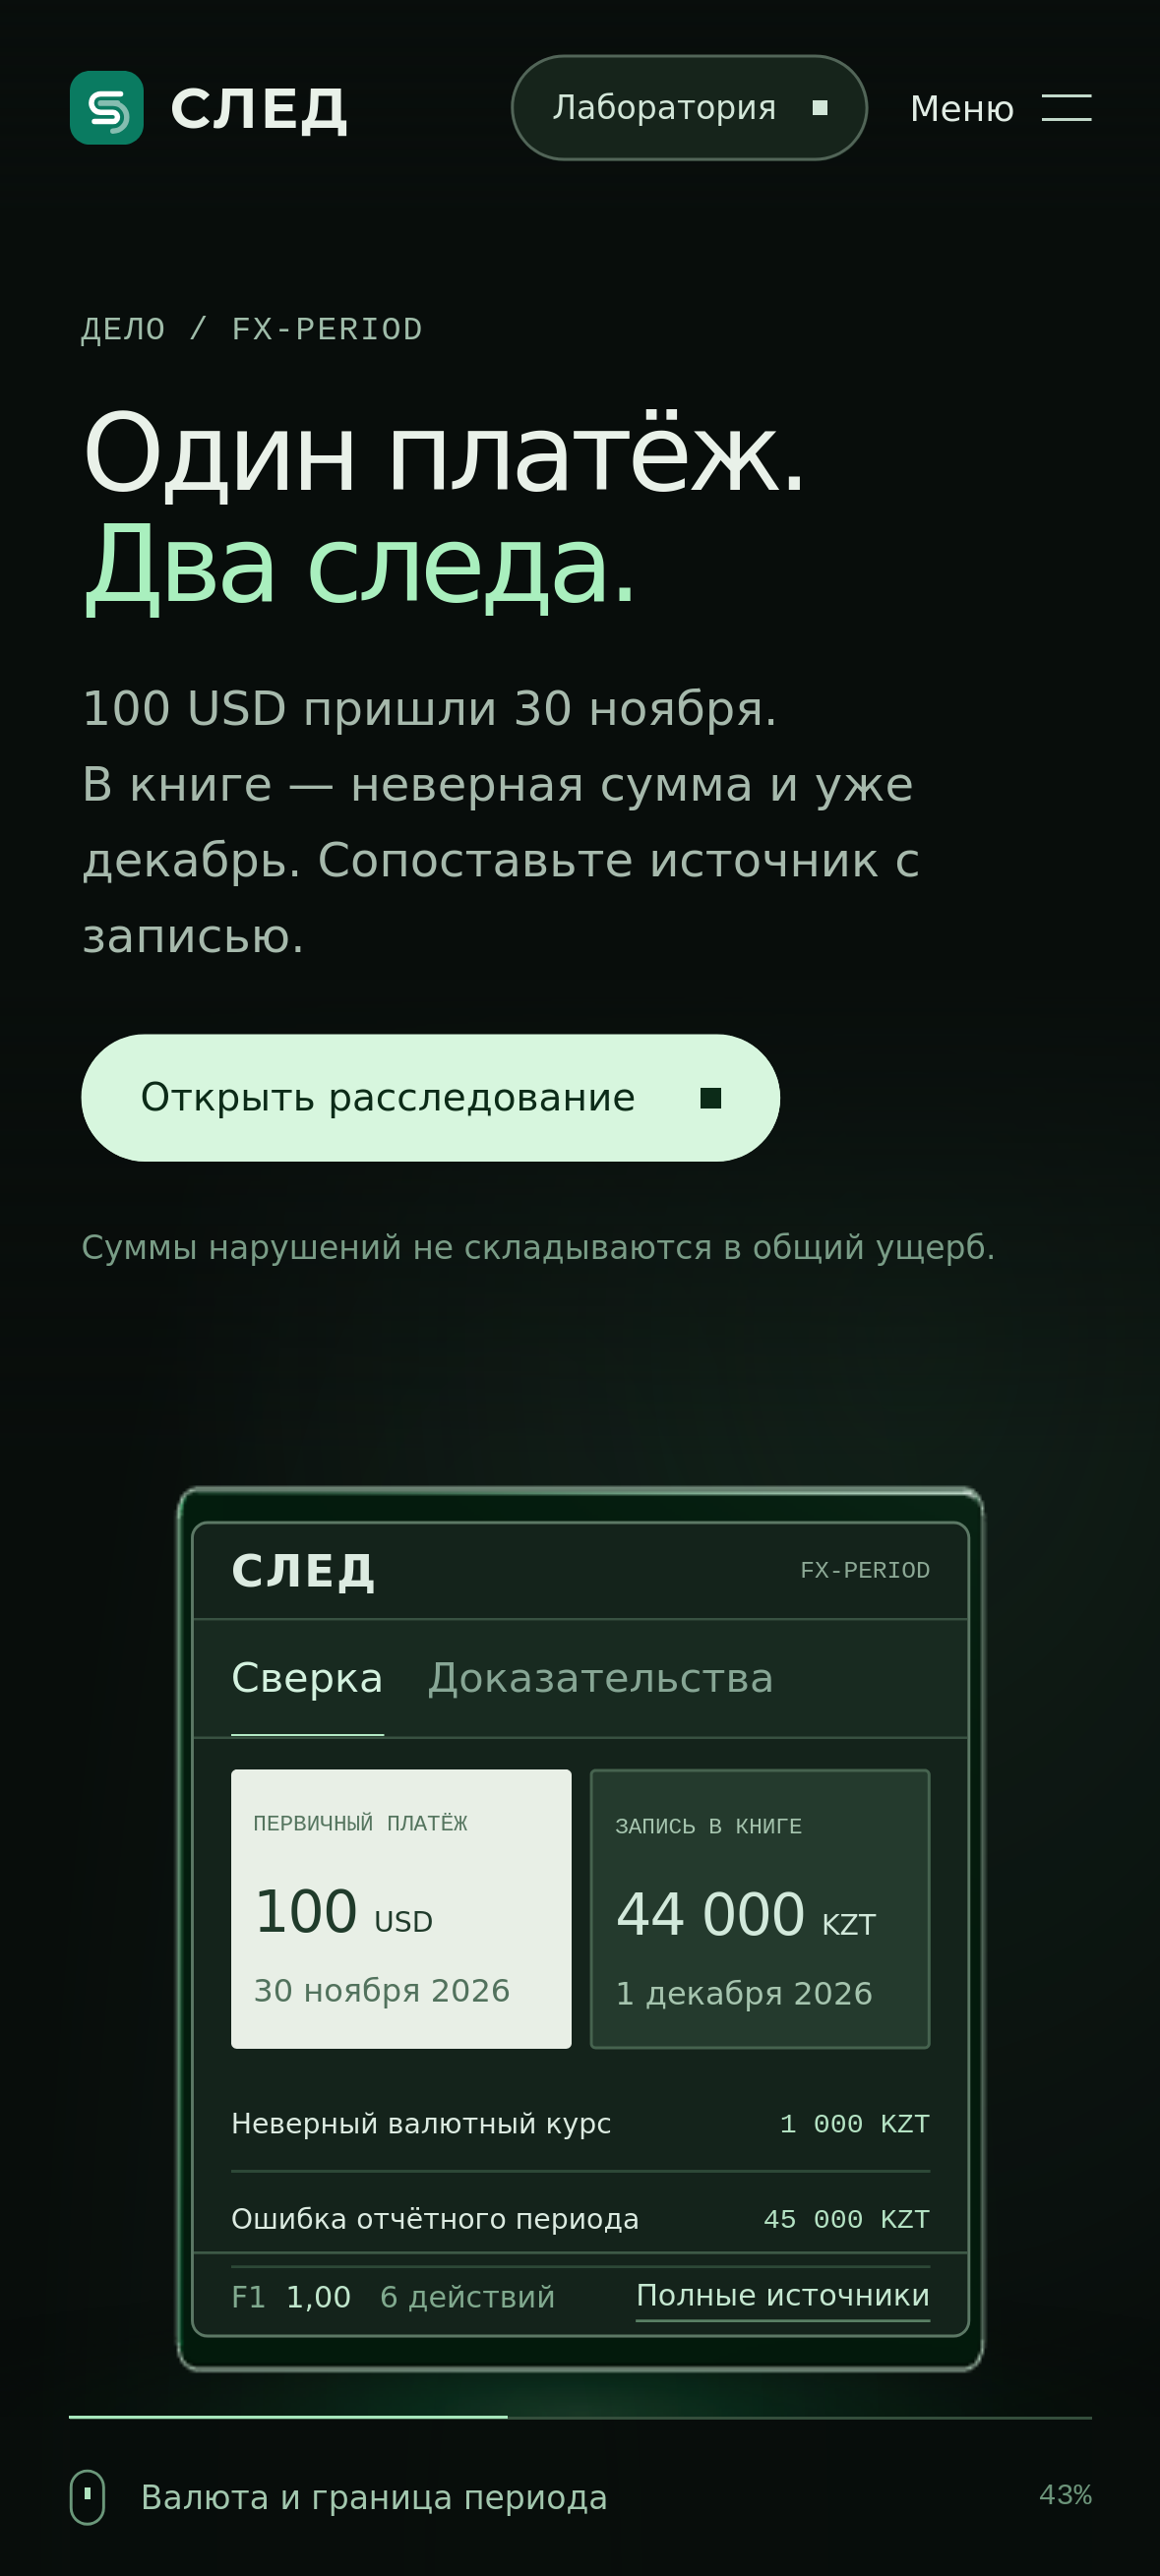 СЛЕД
Лаборатория
Меню
ДЕЛО / FX-PERIOD
Один платёж.
Два следа.
100 USD пришли 30 ноября.
В книге — неверная сумма и уже
декабрь. Сопоставьте источник с
записью.
Открыть расследование
Суммы нарушений не складываются в общий ущерб.
СЛЕД
FX-PERIOD
Сверка Доказательства
ПЕРВИЧНЫЙ ПЛАТЁЖ
100 USD
30 ноября 2026
ЗАПИСЬ В КНИГЕ
44 000 KZT
1 декабря 2026
Неверный валютный курс 1 000 KZT
Ошибка отчётного периода 45 000 KZT
F1 1,00 6 действий Полные источники
Валюта и граница периода 43%